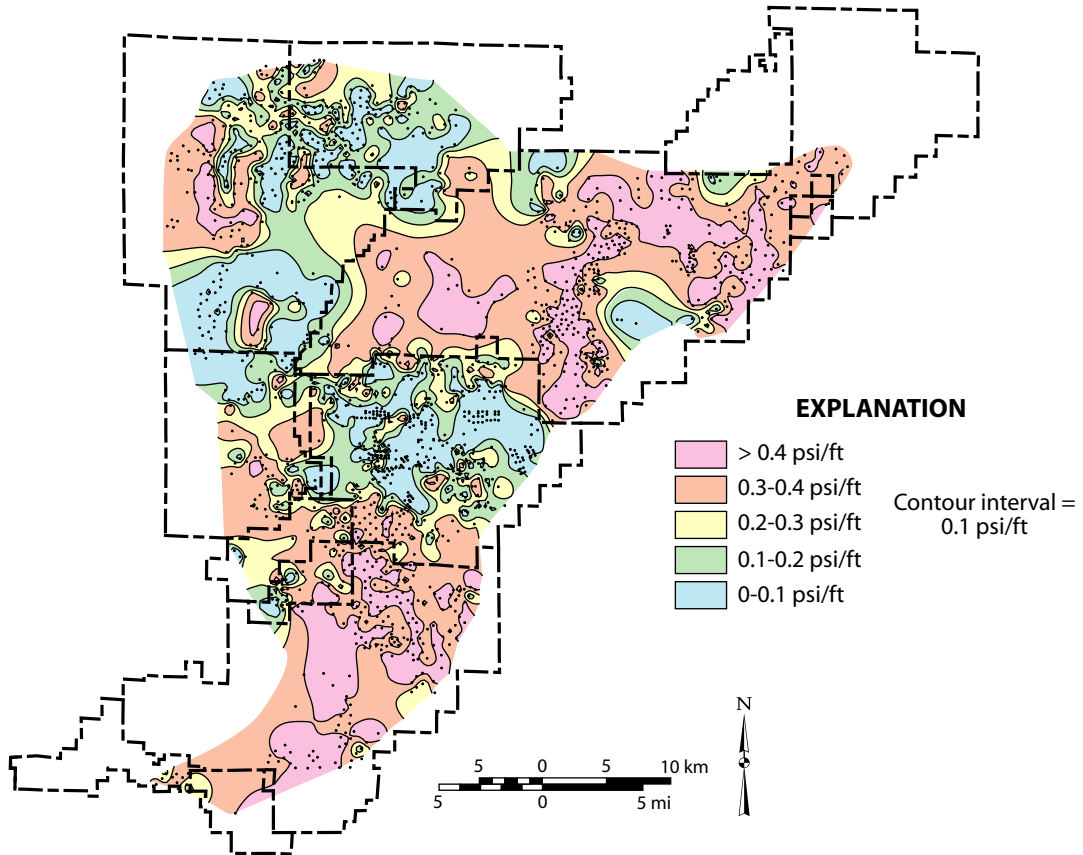 EXPLANATION
> 0.4 psi/ft
0.3-0.4 psi/ft
0.2-0.3 psi/ft
0.1-0.2 psi/ft
0-0.1 psi/ft
Contour interval =
0.1 psi/ft
N
5 0 5 10 km
5 0 5 mi